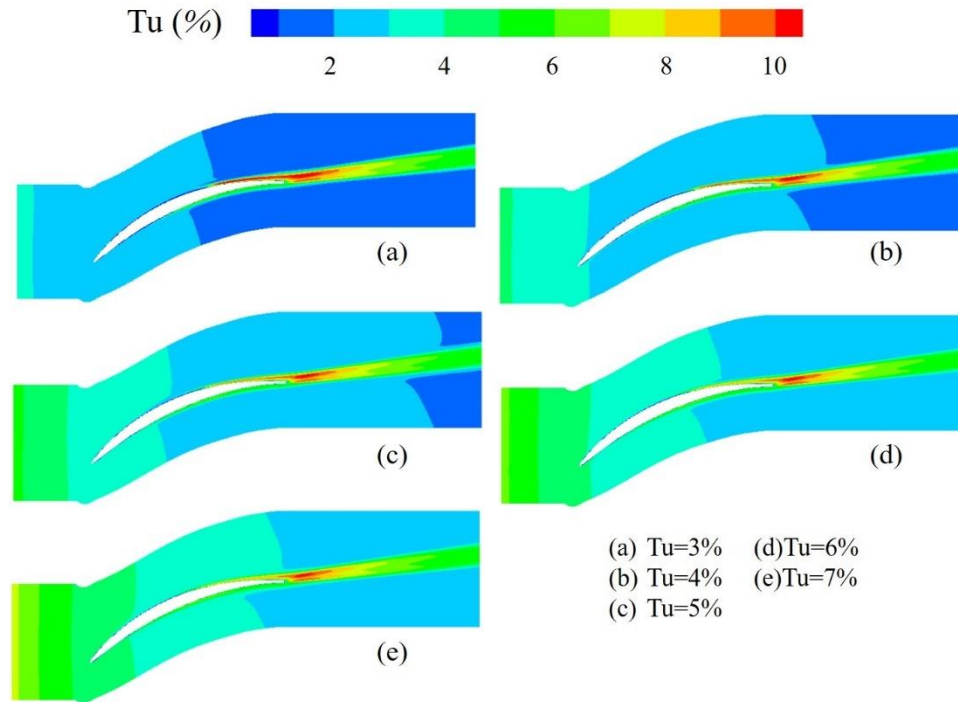 Tu (%)
2 4 6 8 10
(a)
(b)
(c)
(d)
(e)
(a) Tu=3% (d)Tu=6%
(b) Tu=4% (e)Tu=7%
(c) Tu=5%